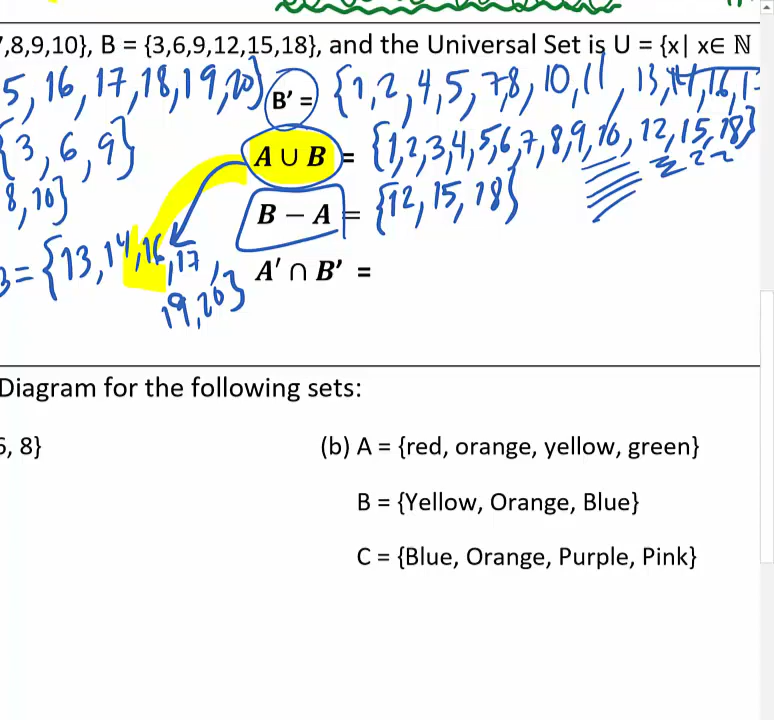 ,8,9,10}, B = {3,6,9,12,15,18}, and the Universal Set is U = {x| x∈ ℕ
5, 16, 17, 18, 19, 20} B′ = {1, 2, 4, 5, 7, 8, 10, 11, 13, 14, 16, 1
{3, 6, 9} A ∪ B = {1, 2, 3, 4, 5, 6, 7, 8, 9, 10, 12, 15, 18}
8, 10} B − A = {12, 15, 18}
= {13, 14, 16, 17, A′ ∩ B′ =
19, 20}
Diagram for the following sets:
, 8} (b) A = {red, orange, yellow, green}
B = {Yellow, Orange, Blue}
C = {Blue, Orange, Purple, Pink}